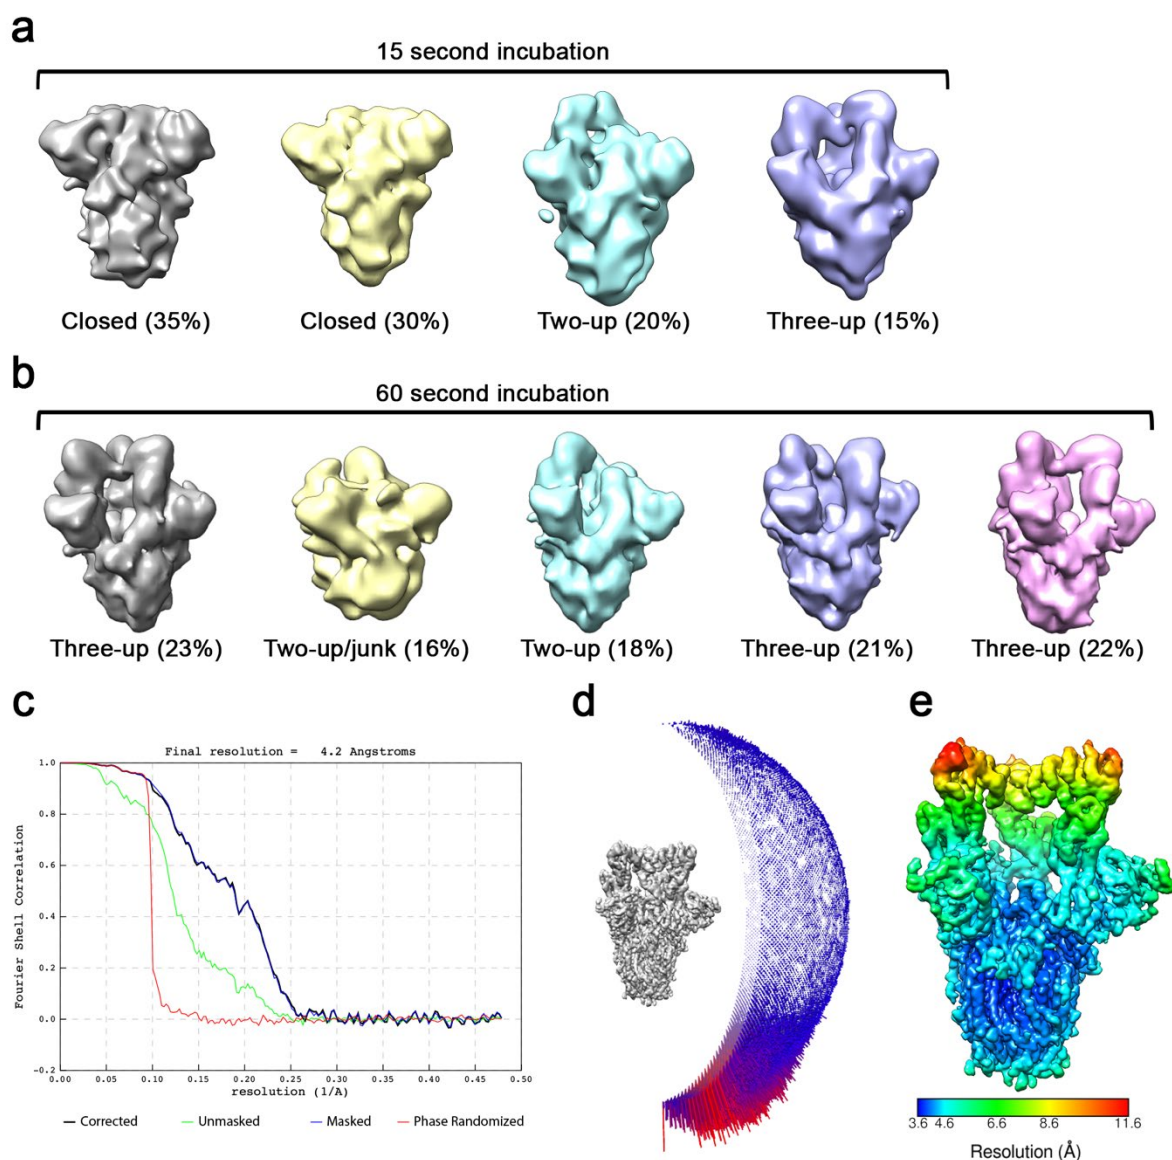 a
15 second incubation
Closed (35%)
Closed (30%)
Two-up (20%)
Three-up (15%)
b
60 second incubation
Three-up (23%)
Two-up/junk (16%)
Two-up (18%)
Three-up (21%)
Three-up (22%)
c
Final resolution = 4.2 Angstroms
Fourier Shell Correlation
1.0
0.8
0.6
0.4
0.2
0.0
-0.2
0.00 0.05 0.10 0.15 0.20 0.25 0.30 0.35 0.40 0.45 0.50
resolution (1/A)
Corrected Unmasked Masked Phase Randomized
d
e
3.6 4.6 6.6 8.6 11.6
Resolution (Å)